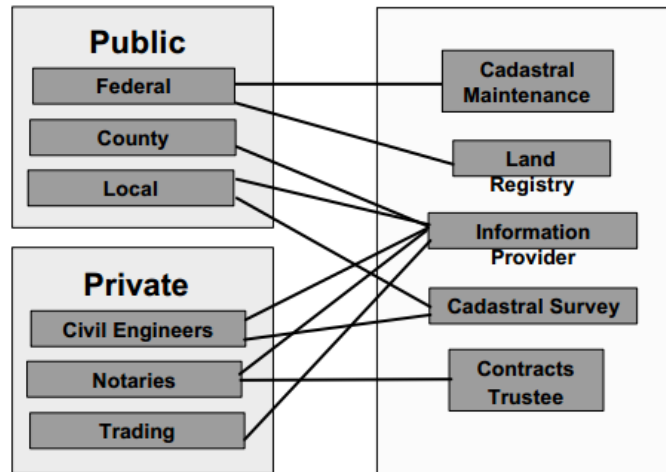 Public
Federal
County
Local
Private
Civil Engineers
Notaries
Trading
Cadastral
Maintenance
Land
Registry
Information
Provider
Cadastral Survey
Contracts
Trustee